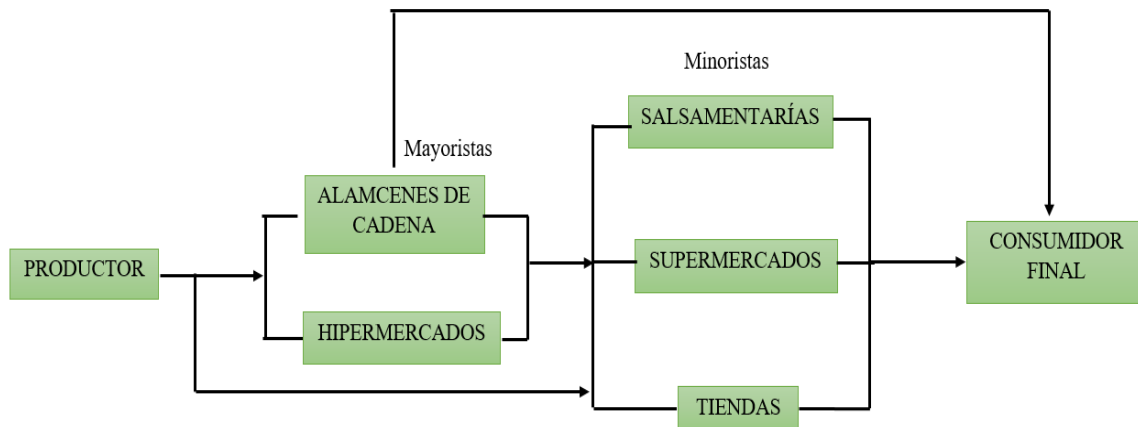 Minoristas
SALSAMENTARÍAS
Mayoristas
ALAMCENES DE
CADENA
PRODUCTOR
SUPERMERCADOS
CONSUMIDOR
FINAL
HIPERMERCADOS
TIENDAS